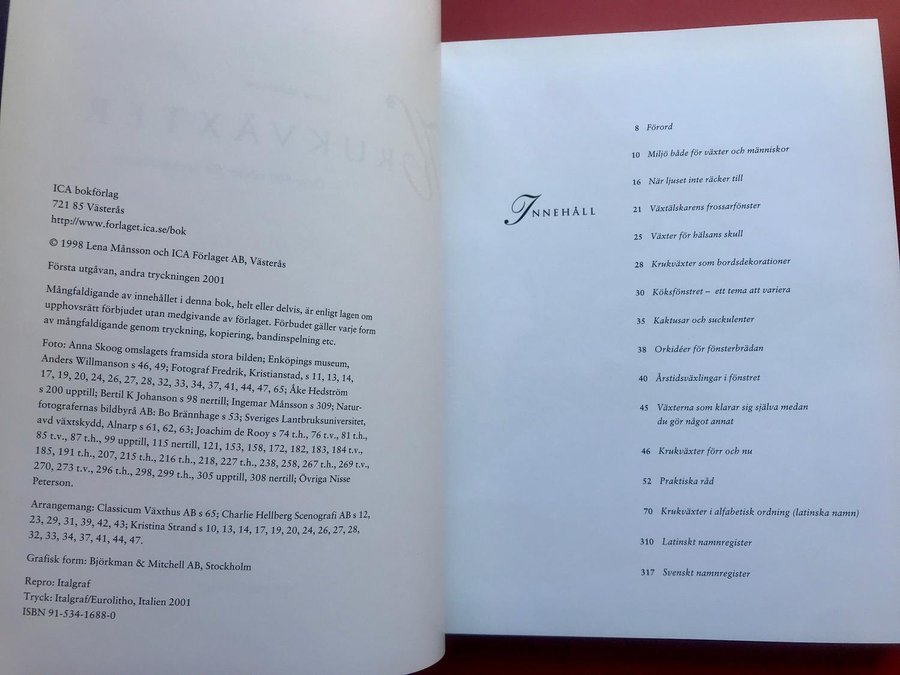 ICA bokförlag
721 85 Västerås
http://www.forlaget.ica.se/bok
© 1998 Lena Månsson och ICA Förlaget AB, Västerås
Första utgåvan, andra tryckningen 2001
Mångfaldigande av innehållet i denna bok, helt eller delvis, är enligt lagen om
upphovsrätt förbjudet utan medgivande av förlaget. Förbudet gäller varje form
av mångfaldigande genom tryckning, kopiering, bandinspelning etc.
Foto: Anna Skoog omslagets framsida stora bilden; Enköpings museum,
Anders Willmanson s 46, 49; Fotograf Fredrik, Kristianstad, s 11, 13, 14,
17, 19, 20, 24, 26, 27, 28, 32, 33, 34, 37, 41, 44, 47, 65; Åke Hedström
s 200 upptill; Bertil K Johanson s 98 nertill; Ingemar Månsson s 309; Natur-
fotografernas bildbyrå AB: Bo Brännhage s 53; Sveriges Lantbruksuniversitet,
avd växtskydd, Alnarp s 61, 62, 63; Joachim de Rooy s 74 t.h., 76 t.v., 81 t.h.,
85 t.v., 87 t.h., 99 upptill, 115 nertill, 121, 153, 158, 172, 182, 183, 184 t.v.,
185, 191 t.h., 207, 215 t.h., 216 t.h., 218, 227 t.h., 238, 258, 267 t.h., 269 t.v.,
270, 273 t.v., 296 t.h., 298, 299 t.h., 305 upptill, 308 nertill; Övriga Nisse
Peterson.
Arrangemang: Classicum Växthus AB s 65; Charlie Hellberg Scenografi AB s 12,
23, 29, 31, 39, 42, 43; Kristina Strand s 10, 13, 14, 17, 19, 20, 24, 26, 27, 28,
32, 33, 34, 37, 41, 44, 47.
Grafisk form: Björkman & Mitchell AB, Stockholm
Repro: Italgraf
Tryck: Italgraf/Eurolitho, Italien 2001
ISBN 91-534-1688-0
INNEHÅLL
8 Förord
10 Miljö både för växter och människor
16 När ljuset inte räcker till
21 Växtälskarens frossarfönster
25 Växter för hälsans skull
28 Krukväxter som bordsdekorationer
30 Köksfönstret – ett tema att variera
35 Kaktusar och suckulenter
38 Orkidéer för fönsterbrädan
40 Årstidsväxlingar i fönstret
45 Växterna som klarar sig själva medan
du gör något annat
46 Krukväxter förr och nu
52 Praktiska råd
70 Krukväxter i alfabetisk ordning (latinska namn)
310 Latinskt namnregister
317 Svenskt namnregister